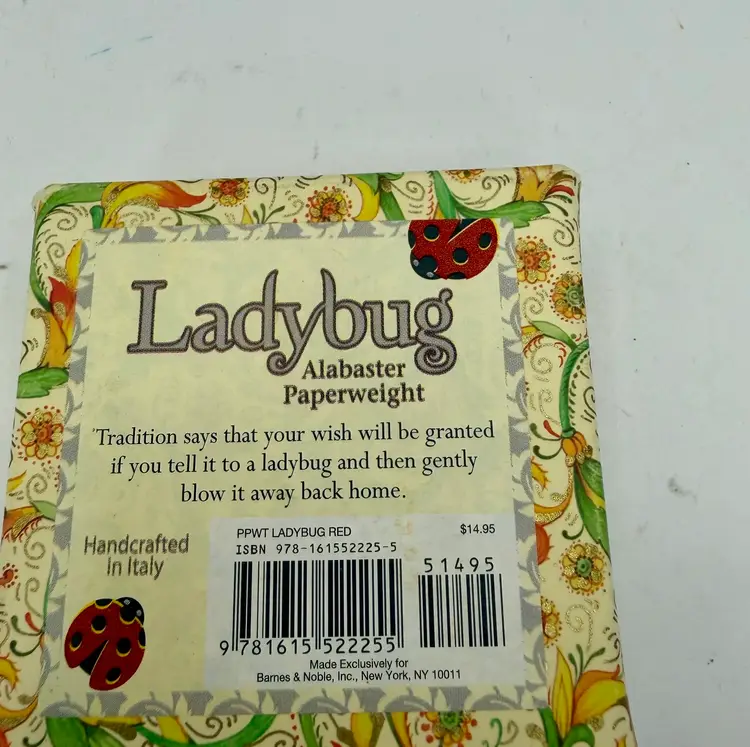 Ladybug
Alabaster
Paperweight
Tradition says that your wish will be granted
if you tell it to a ladybug and then gently
blow it away back home.
Handcrafted
in Italy
PPWT LADYBUG RED $14.95
ISBN 978-161552225-5
51495
9 781615 522255
Made Exclusively for
Barnes & Noble, Inc., New York, NY 10011